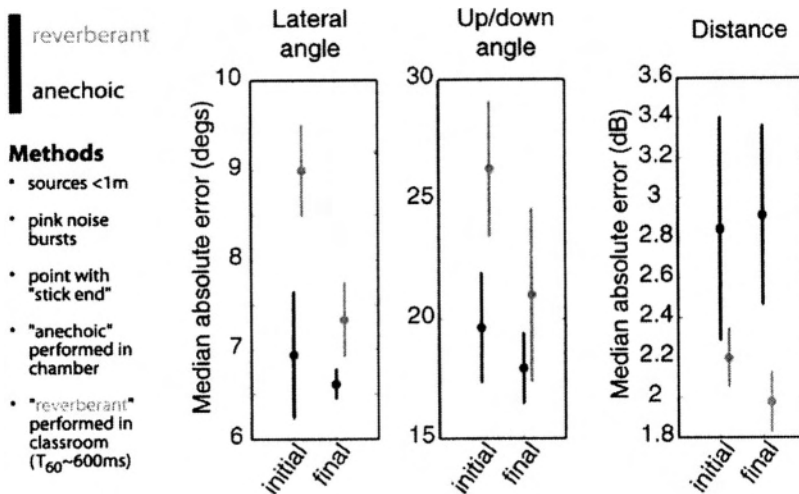 reverberant
anechoic
Methods
• sources <1m
• pink noise
bursts
• point with
"stick end"
• "anechoic"
performed in
chamber
• "reverberant"
performed in
classroom
(T60~600ms)
Lateral
angle
Median absolute error (degs)
10
9
8
7
6
initial
final
Up/down
angle
30
25
20
15
initial
final
Distance
Median absolute error (dB)
3.6
3.4
3.2
3
2.8
2.6
2.4
2.2
2
1.8
initial
final